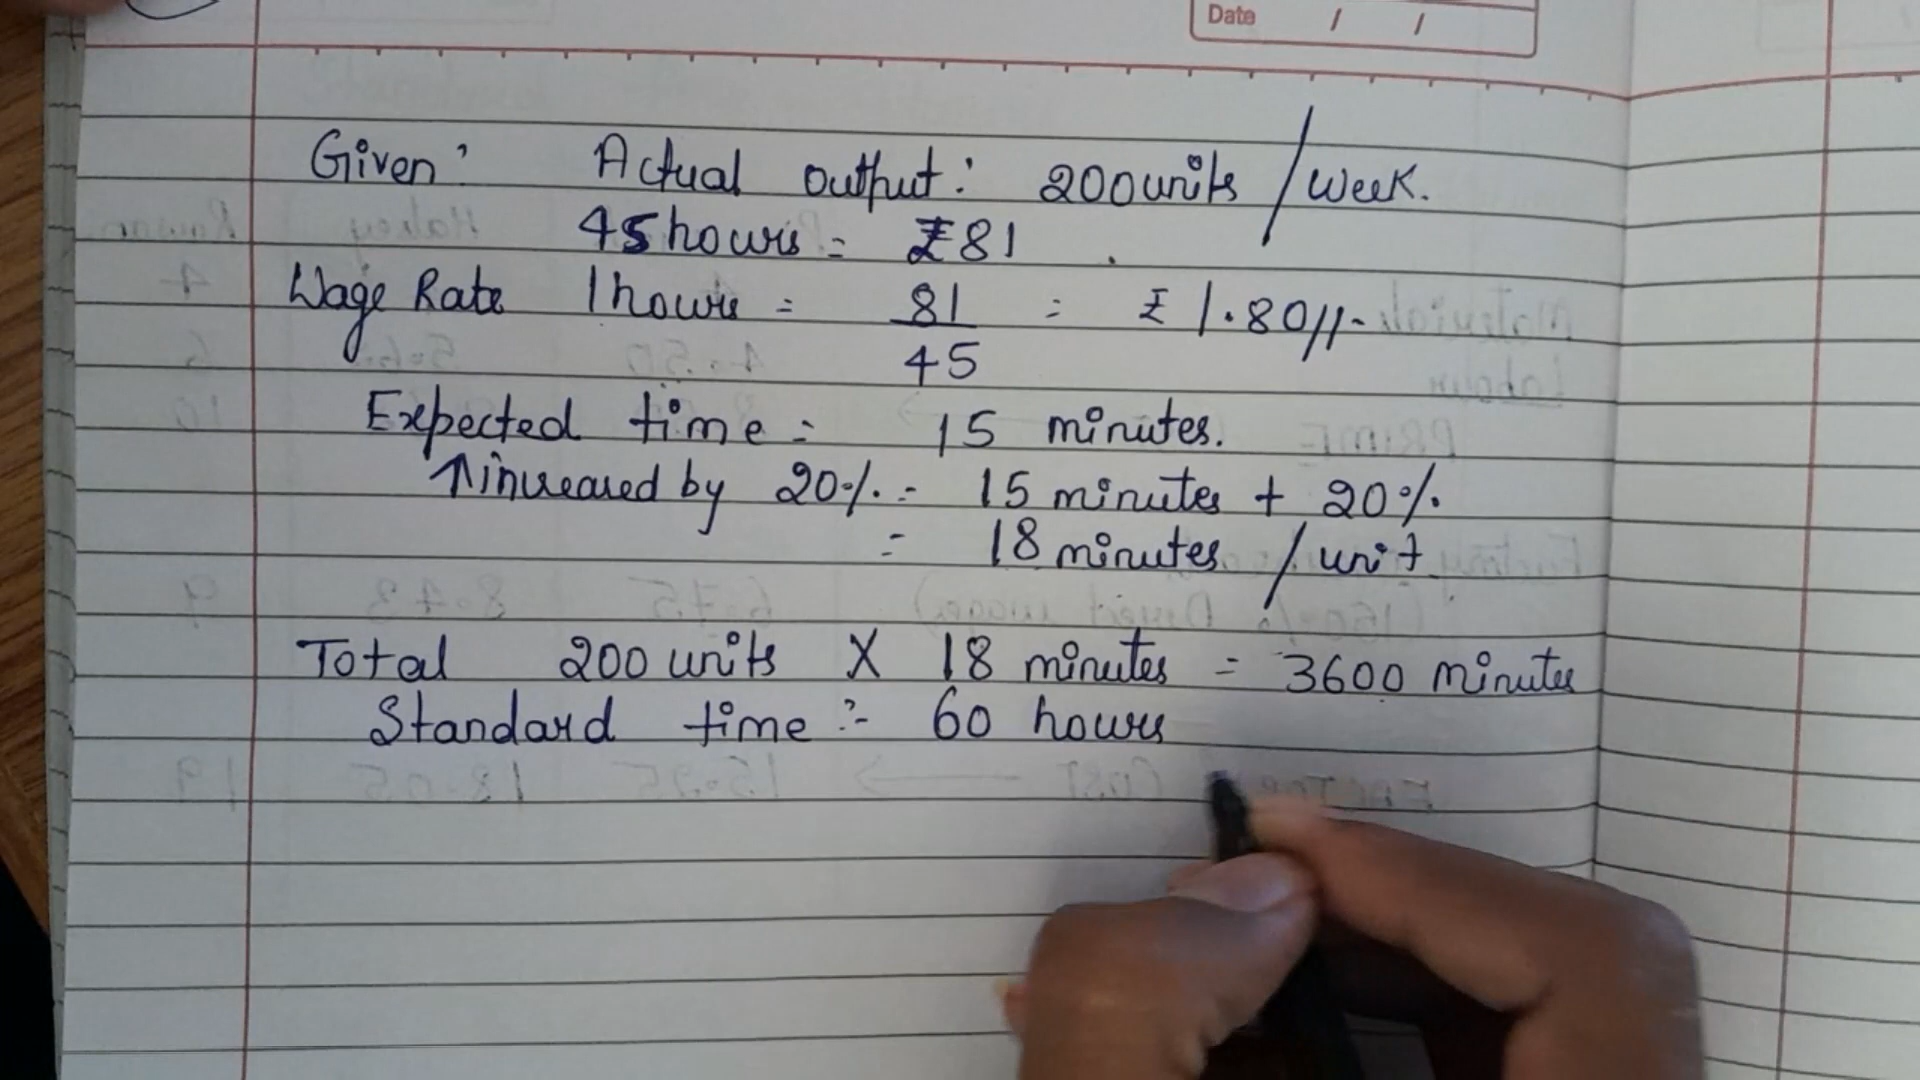 Date / /
Given: Actual output: 200 units / week.
45 hours = ₹81.
Wage Rate 1 hours = 81 / 45 = ₹ 1.80//-
Expected time = 15 minutes.
↑ increased by 20% = 15 minutes + 20%
= 18 minutes / unit
Total 200 units X 18 minutes = 3600 minutes
Standard time :- 60 hours